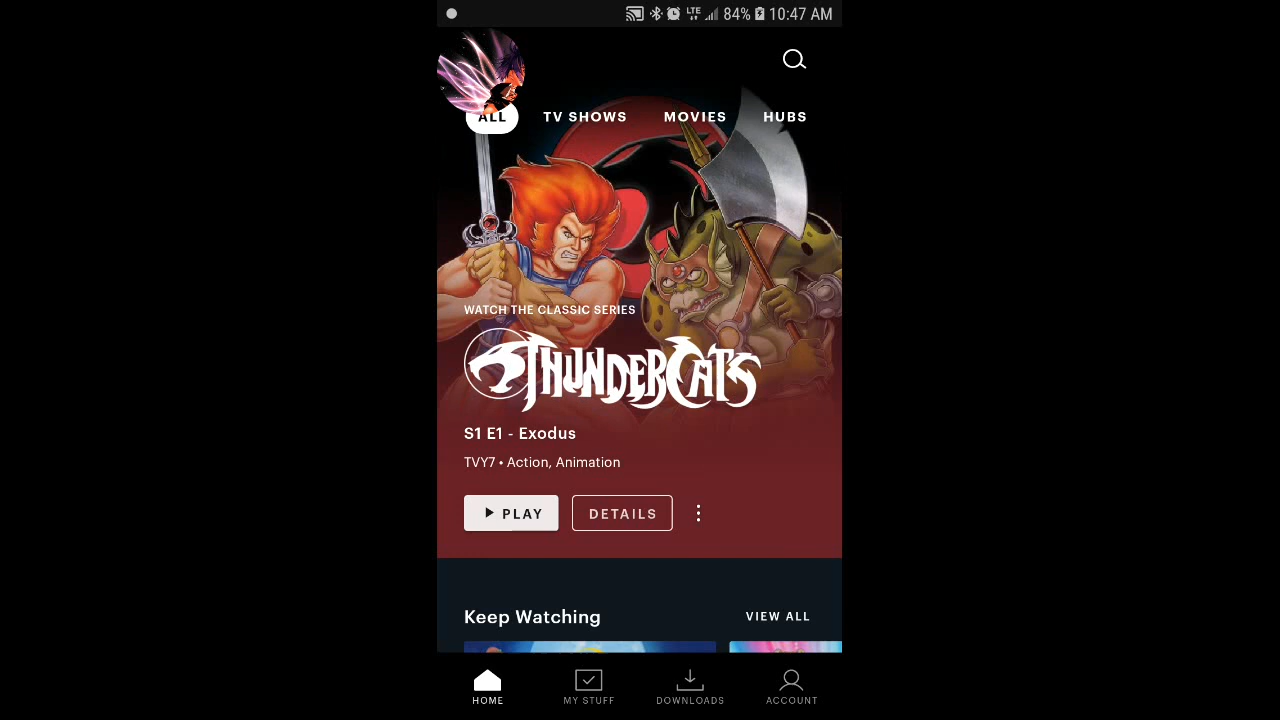 LTE 84% 10:47 AM
ALL TV SHOWS MOVIES HUBS
WATCH THE CLASSIC SERIES
THUNDERCATS
S1 E1 - Exodus
TVY7 • Action, Animation
PLAY DETAILS
Keep Watching VIEW ALL
HOME MY STUFF DOWNLOADS ACCOUNT